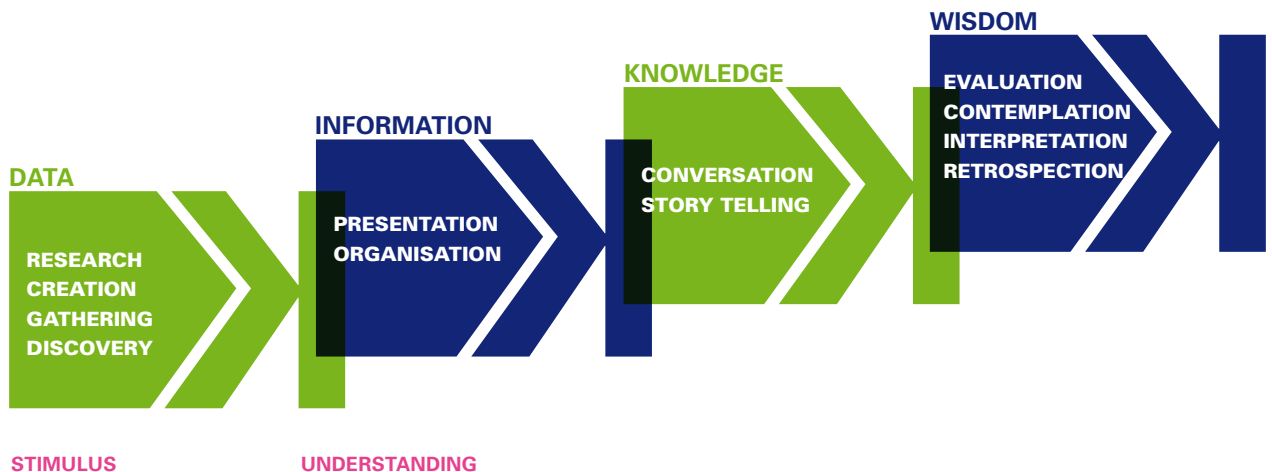 DATA
RESEARCH
CREATION
GATHERING
DISCOVERY
INFORMATION
PRESENTATION
ORGANISATION
KNOWLEDGE
CONVERSATION
STORY TELLING
WISDOM
EVALUATION
CONTEMPLATION
INTERPRETATION
RETROSPECTION
STIMULUS
UNDERSTANDING